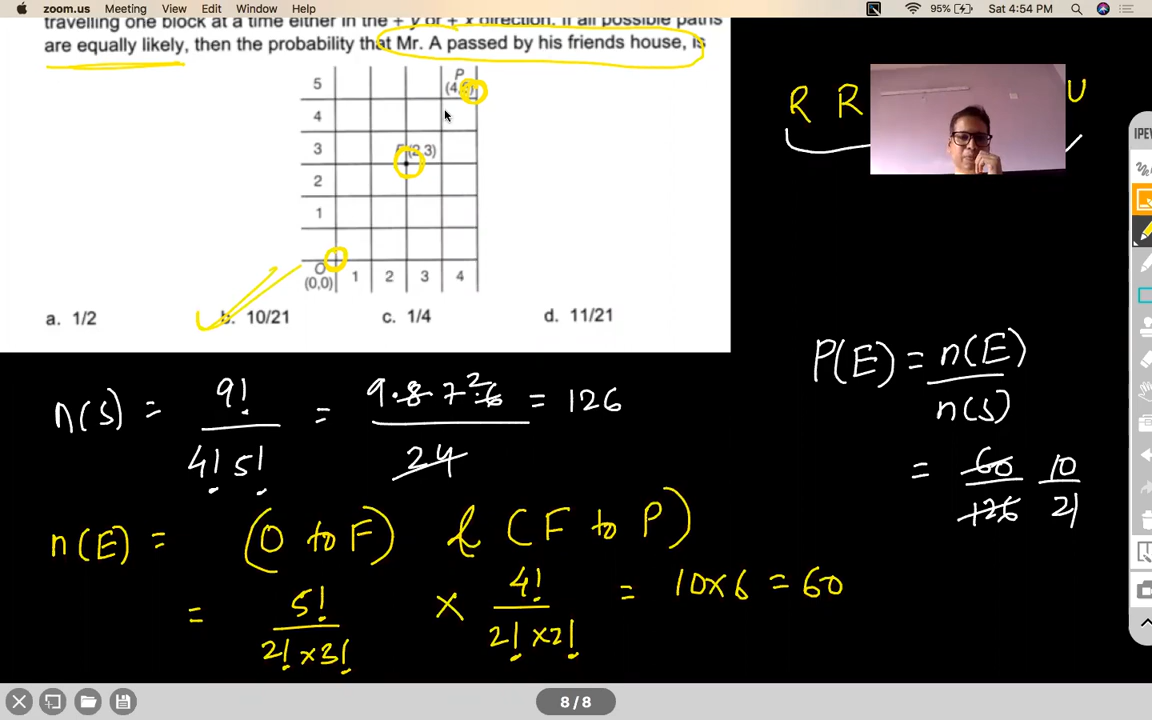 zoom.us Meeting View Edit Window Help 95% Sat 4:54 PM
travelling one block at a time either in the + y or + x direction. If all possible paths
are equally likely, then the probability that Mr. A passed by his friends house, is
R R U
5 P
(4,
4
3 (2,3)
2
1
O
(0,0) 1 2 3 4
a. 1/2 b. 10/21 c. 1/4 d. 11/21
P(E) = n(E)
n(S)
= 60 10
126 21
n(S) = 9! = 9.8.7.6 2 = 126
4! 5! 24
n(E) = (O to F) & (F to P)
= 5! × 4! = 10×6 = 60
2!×3! 2!×2!
8 / 8